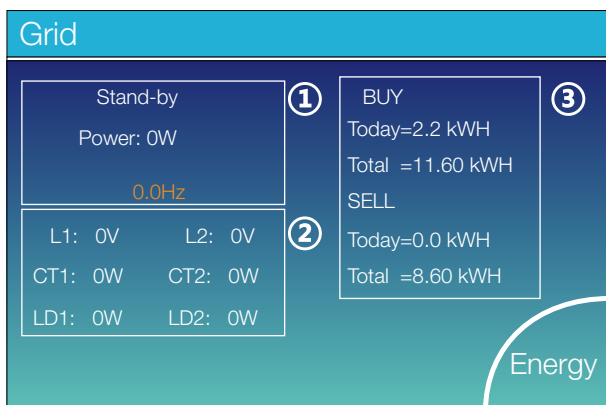 Grid
Stand-by
Power: 0W
0.0Hz
①
L1: 0V L2: 0V
CT1: 0W CT2: 0W
LD1: 0W LD2: 0W
②
BUY
Today=2.2 kWH
Total =11.60 kWH
SELL
Today=0.0 kWH
Total =8.60 kWH
③
Energy